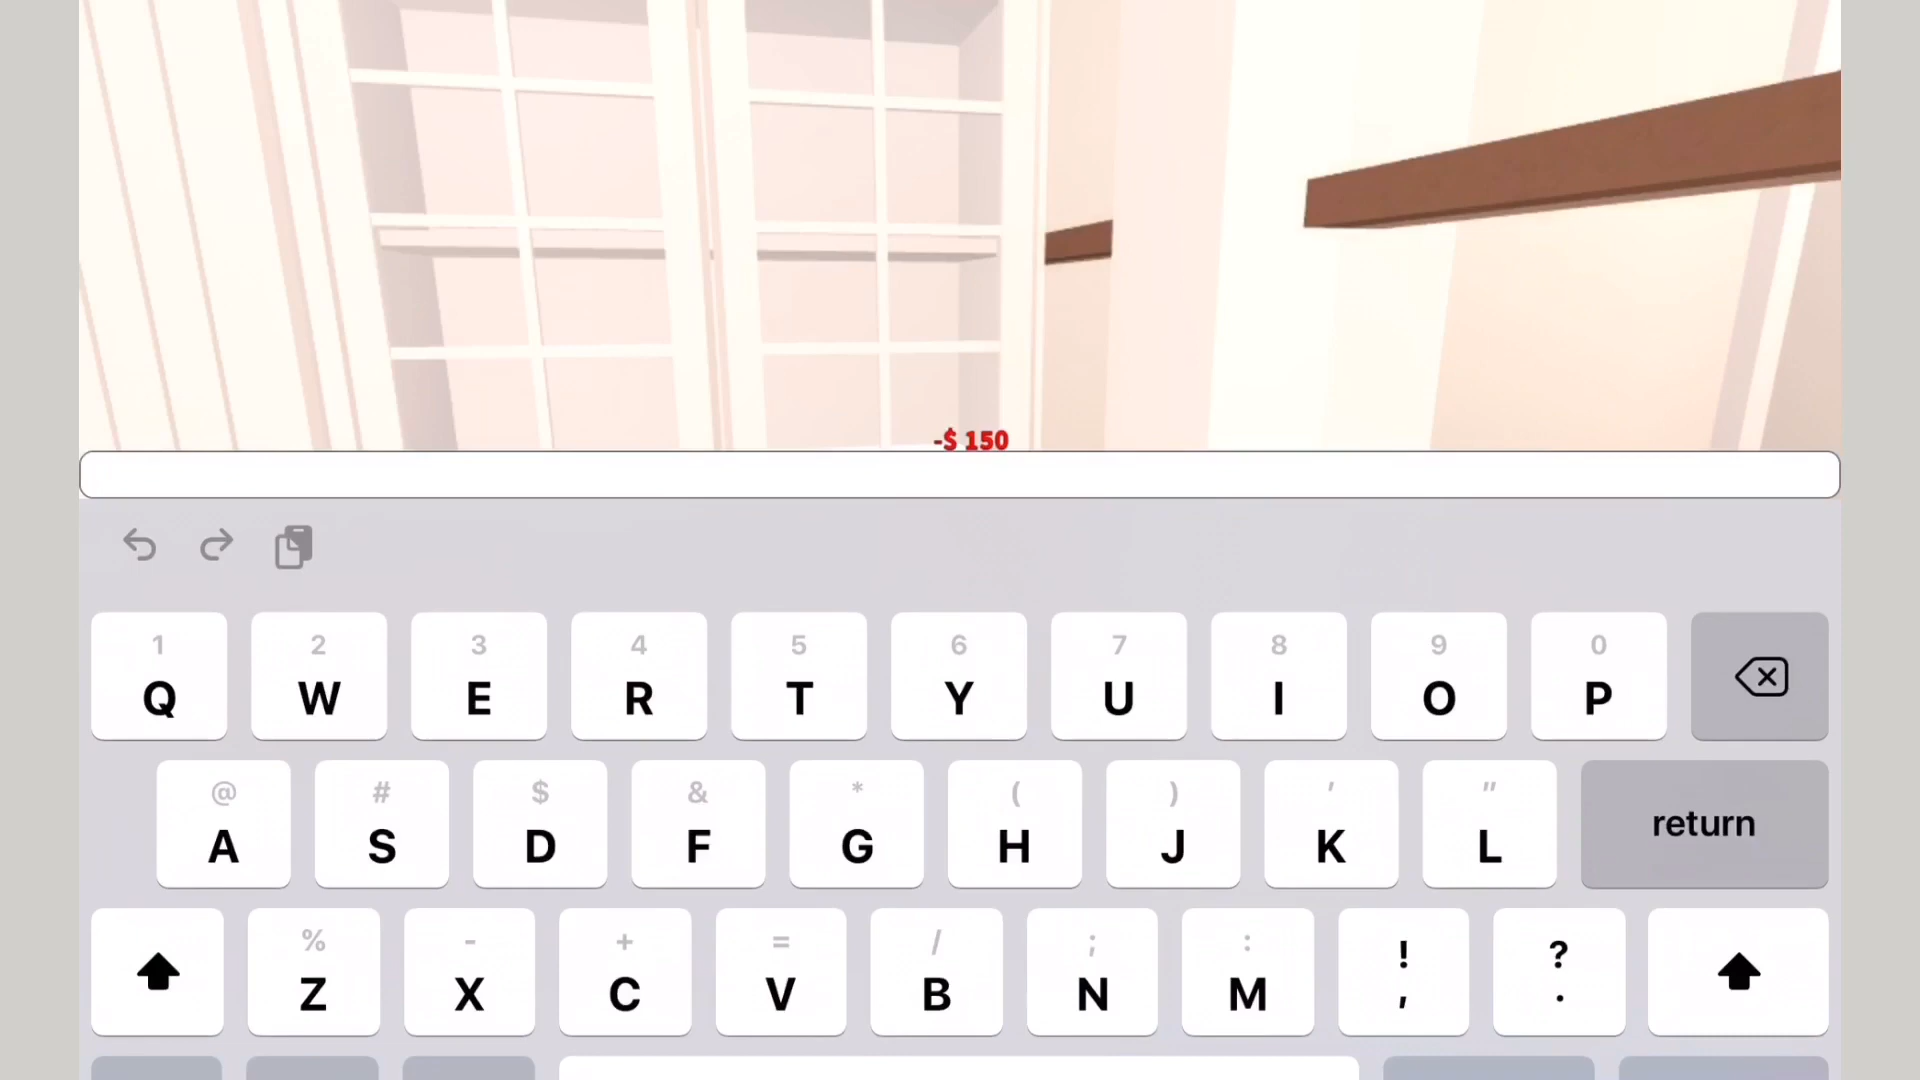 -$ 150
1 2 3 4 5 6 7 8 9 0
Q W E R T Y U I O P
@ # $ & * ( ) ' "
A S D F G H J K L return
% - + = / ; : ! ?
Z X C V B N M , .